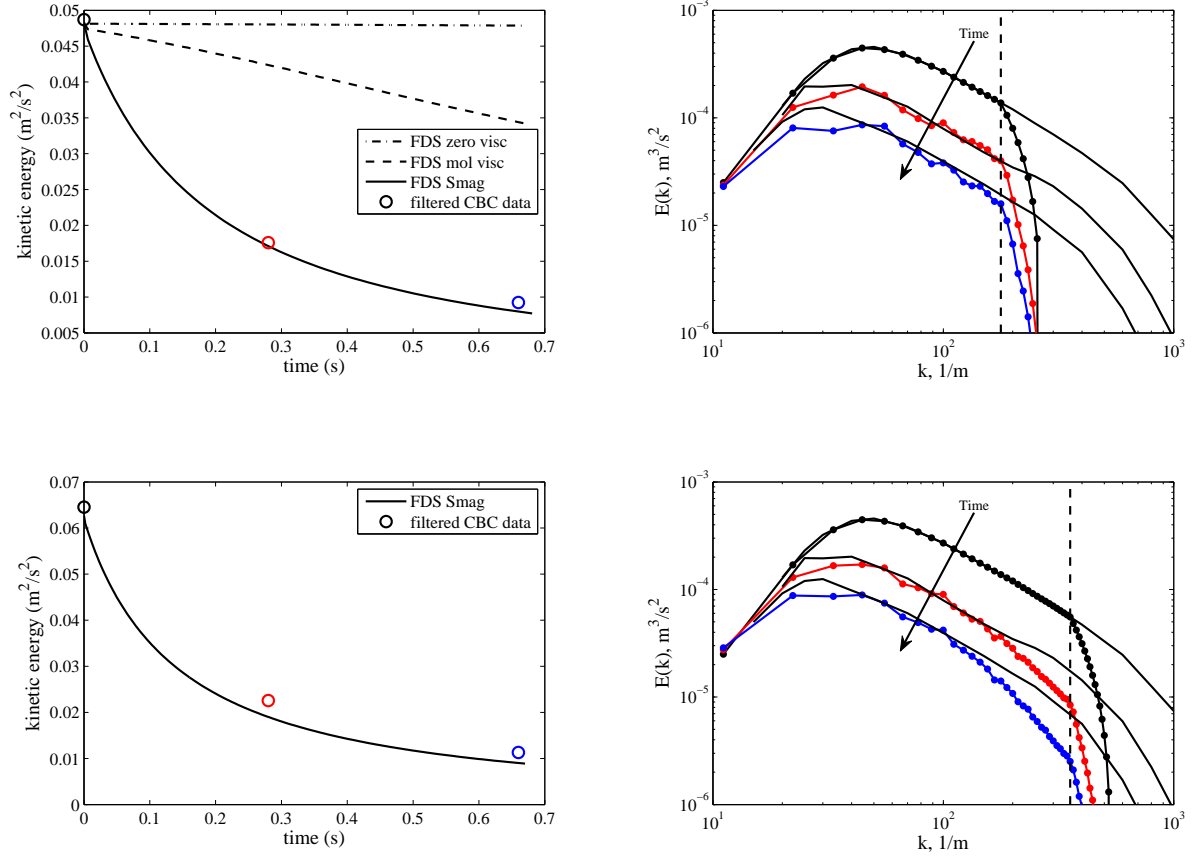 0.05
0.045
0.04
0.035
0.03
0.025
0.02
0.015
0.01
0.005
kinetic energy (m²/s²)
0 0.1 0.2 0.3 0.4 0.5 0.6 0.7
time (s)
FDS zero visc
FDS mol visc
FDS Smag
filtered CBC data
10⁻³
10⁻⁴
10⁻⁵
10⁻⁶
E(k), m³/s²
10¹ 10² 10³
k, 1/m
Time
0.07
0.06
0.05
0.04
0.03
0.02
0.01
0
kinetic energy (m²/s²)
0 0.1 0.2 0.3 0.4 0.5 0.6 0.7
time (s)
FDS Smag
filtered CBC data
10⁻³
10⁻⁴
10⁻⁵
10⁻⁶
E(k), m³/s²
10¹ 10² 10³
k, 1/m
Time